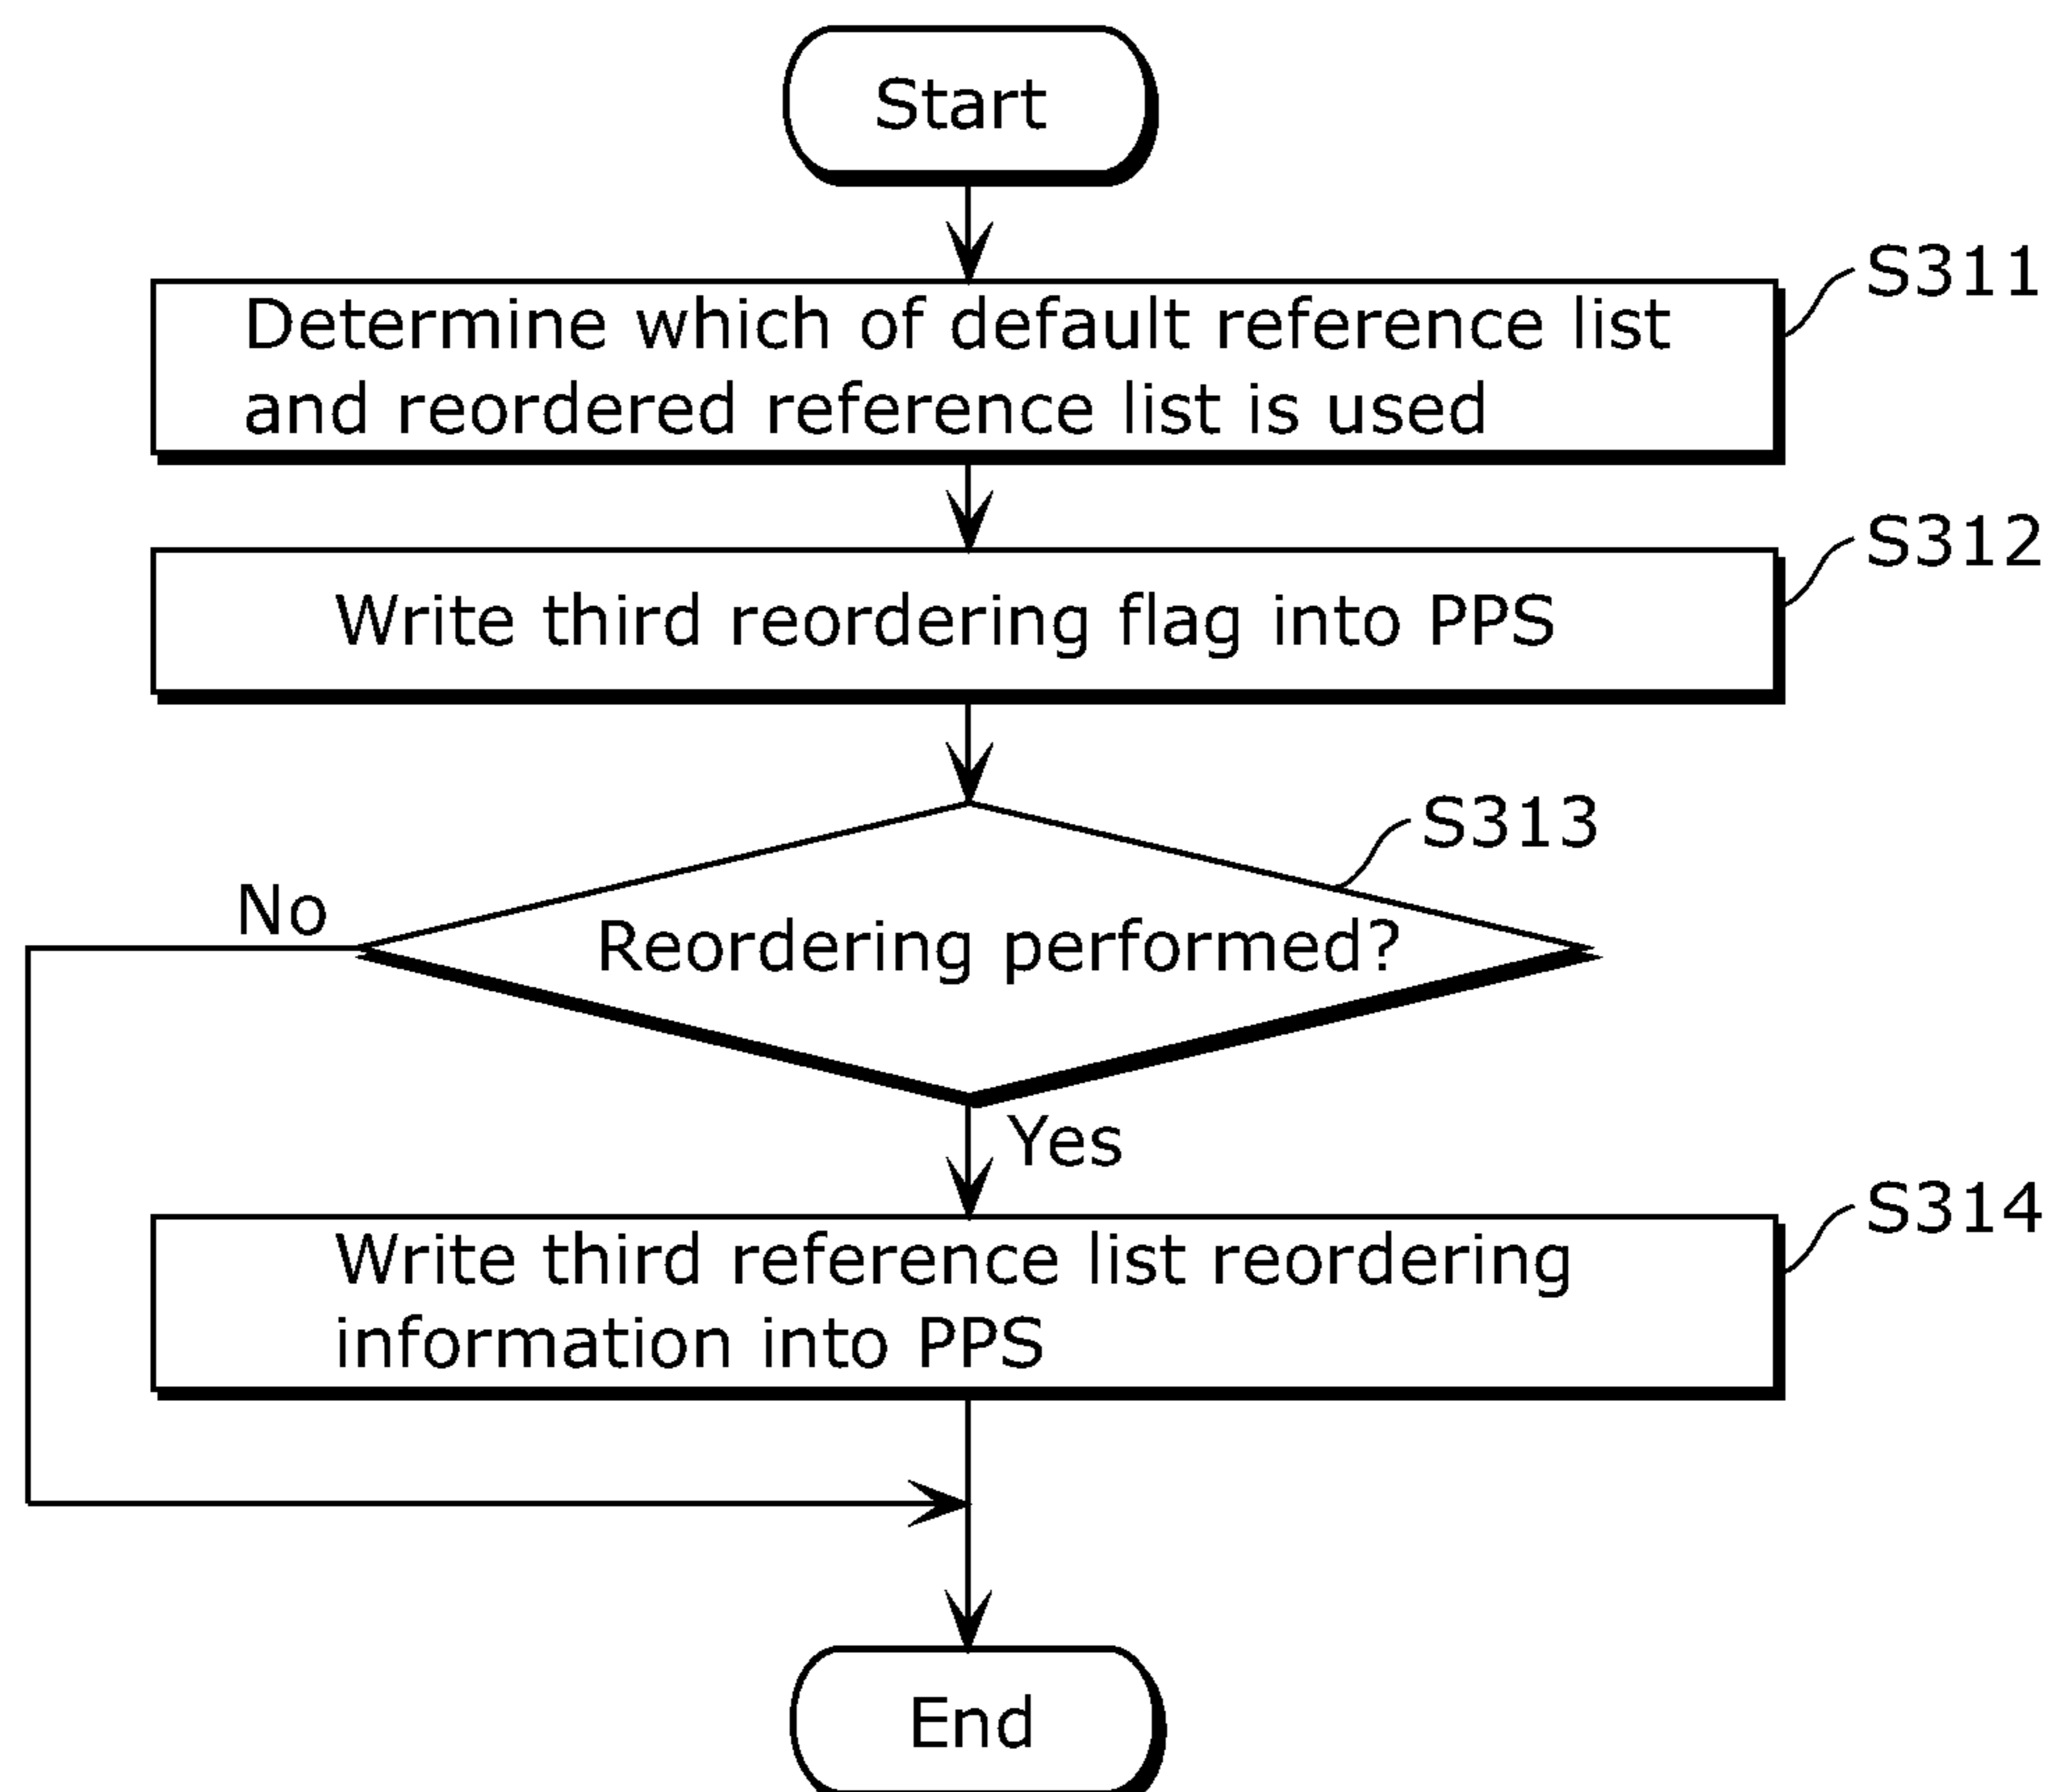 Start
S311
Determine which of default reference list
and reordered reference list is used
S312
Write third reordering flag into PPS
S313
No
Reordering performed?
Yes
S314
Write third reference list reordering
information into PPS
End